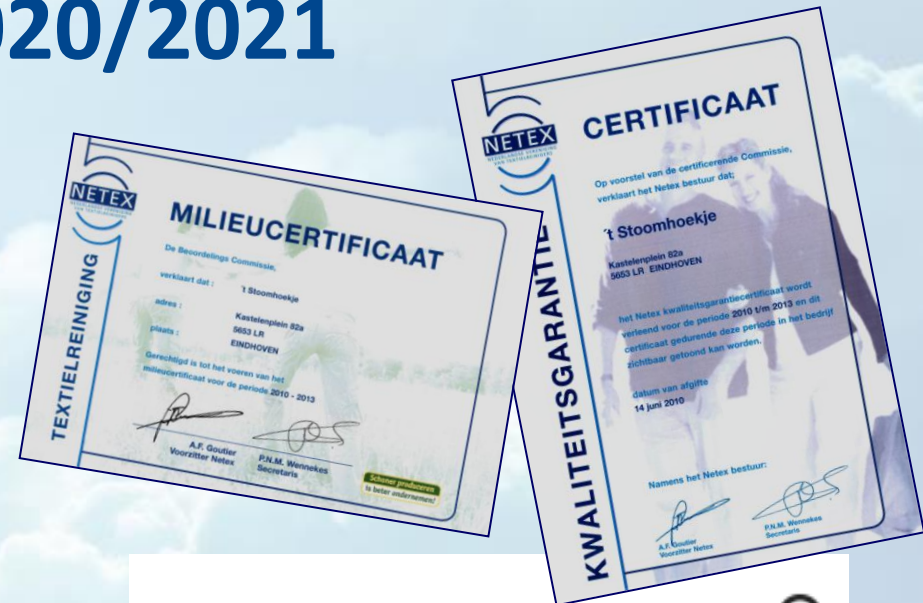 020/2021
NETEX
TEXTIELREINIGING
MILIEUCERTIFICAAT
De Beoordelings Commissie,
verklaart dat : 't Stoomhoekje
adres : Kastelenplein 82a
5653 LR
plaats : EINDHOVEN
Gerechtigd is tot het voeren van het
milieucertificaat voor de periode 2010 - 2013
A.F. Goutier
Voorzitter Netex
P.N.M. Wennekes
Secretaris
Schoner produceren
is beter ondernemen!
NETEX
NEDERLANDSE VERENIGING
VAN TEXTIELREINIGERS
KWALITEITSGARANTIE
CERTIFICAAT
Op voorstel van de certificerende Commissie,
verklaart het Netex bestuur dat;
't Stoomhoekje
Kastelenplein 82a
5653 LR EINDHOVEN
het Netex kwaliteitsgarantiecertificaat wordt
verleend voor de periode 2010 t/m 2013 en dit
certificaat gedurende deze periode in het bedrijf
zichtbaar getoond kan worden.
datum van afgifte
14 juni 2010
Namens het Netex bestuur:
A.F. Goutier
Voorzitter Netex
P.N.M. Wennekes
Secretaris